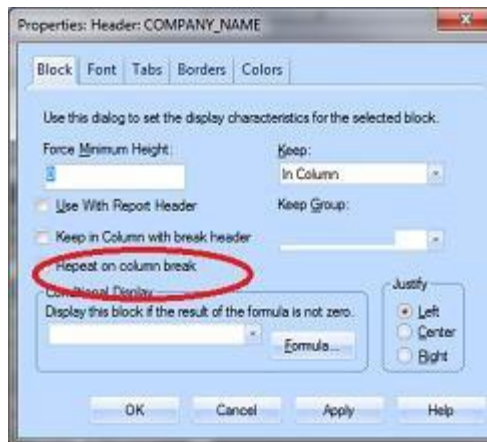 Properties: Header: COMPANY_NAME
Block Font Tabs Borders Colors
Use this dialog to set the display characteristics for the selected block.
Force Minimum Height: Keep:
0 In Column
Use With Report Header Keep Group:
Keep in Column with break header
Repeat on column break
Conditional Display Justify
Display this block if the result of the formula is not zero. Left
Formula... Center
Right
OK Cancel Apply Help